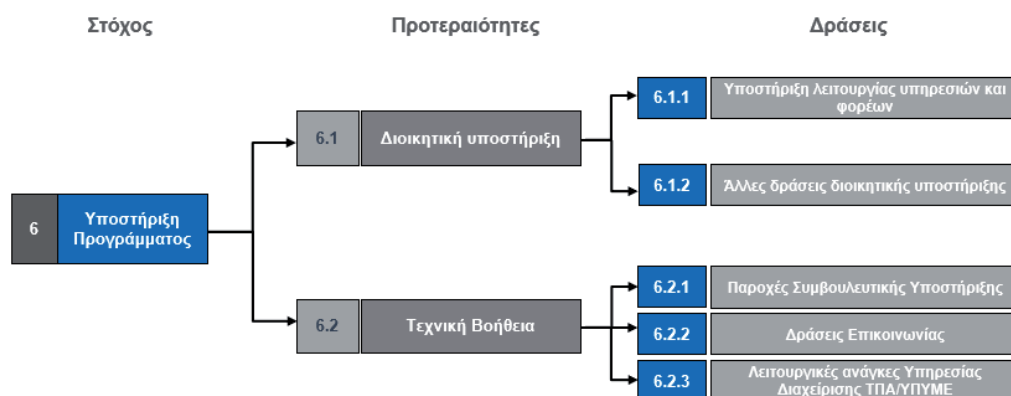 Στόχος
Προτεραιότητες
Δράσεις
6
Υποστήριξη
Προγράμματος
6.1
Διοικητική υποστήριξη
6.1.1
Υποστήριξη λειτουργίας υπηρεσιών και
φορέων
6.1.2
Άλλες δράσεις διοικητικής υποστήριξης
6.2
Τεχνική Βοήθεια
6.2.1
Παροχές Συμβουλευτικής Υποστήριξης
6.2.2
Δράσεις Επικοινωνίας
6.2.3
Λειτουργικές ανάγκες Υπηρεσίας
Διαχείρισης ΤΠΑ/ΥΠΥΜΕ